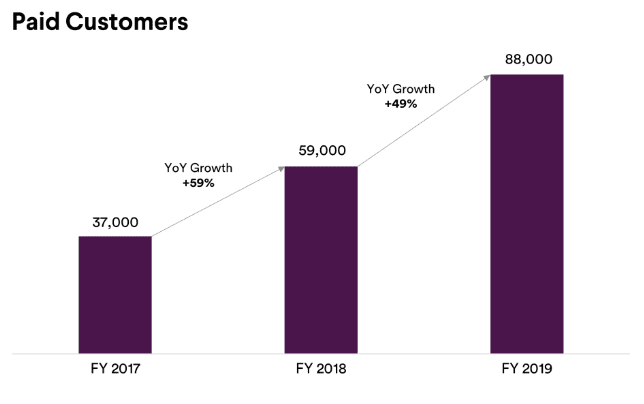 Paid Customers
88,000
YoY Growth
+49%
59,000
YoY Growth
+59%
37,000
FY 2017
FY 2018
FY 2019